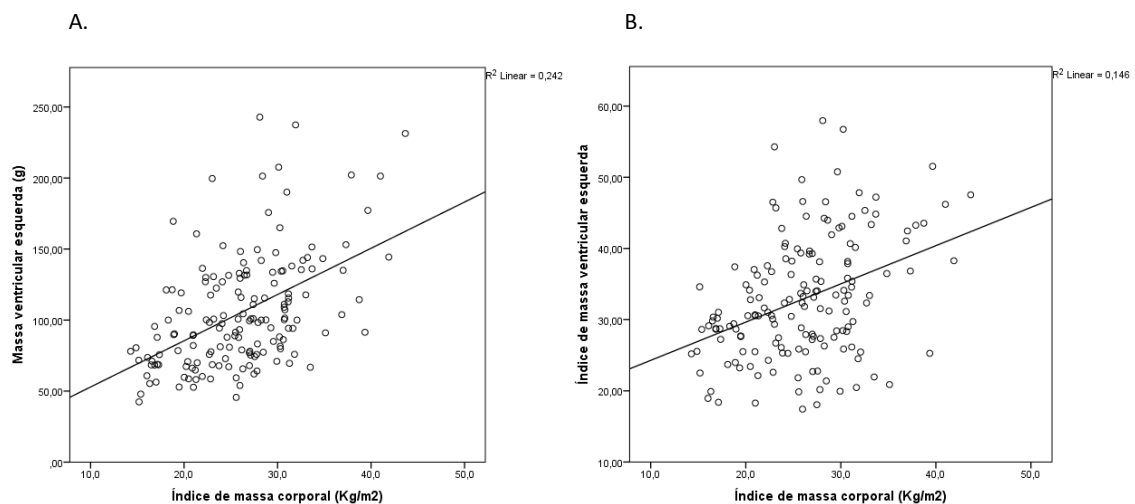 A.
B.
R² Linear = 0,242
Massa ventricular esquerda (g)
250,00
200,00
150,00
100,00
50,00
,00
10,0
20,0
30,0
40,0
50,0
Índice de massa corporal (Kg/m2)
R² Linear = 0,146
Índice de massa ventricular esquerda
60,00
50,00
40,00
30,00
20,00
10,00
10,0
20,0
30,0
40,0
50,0
Índice de massa corporal (Kg/m2)